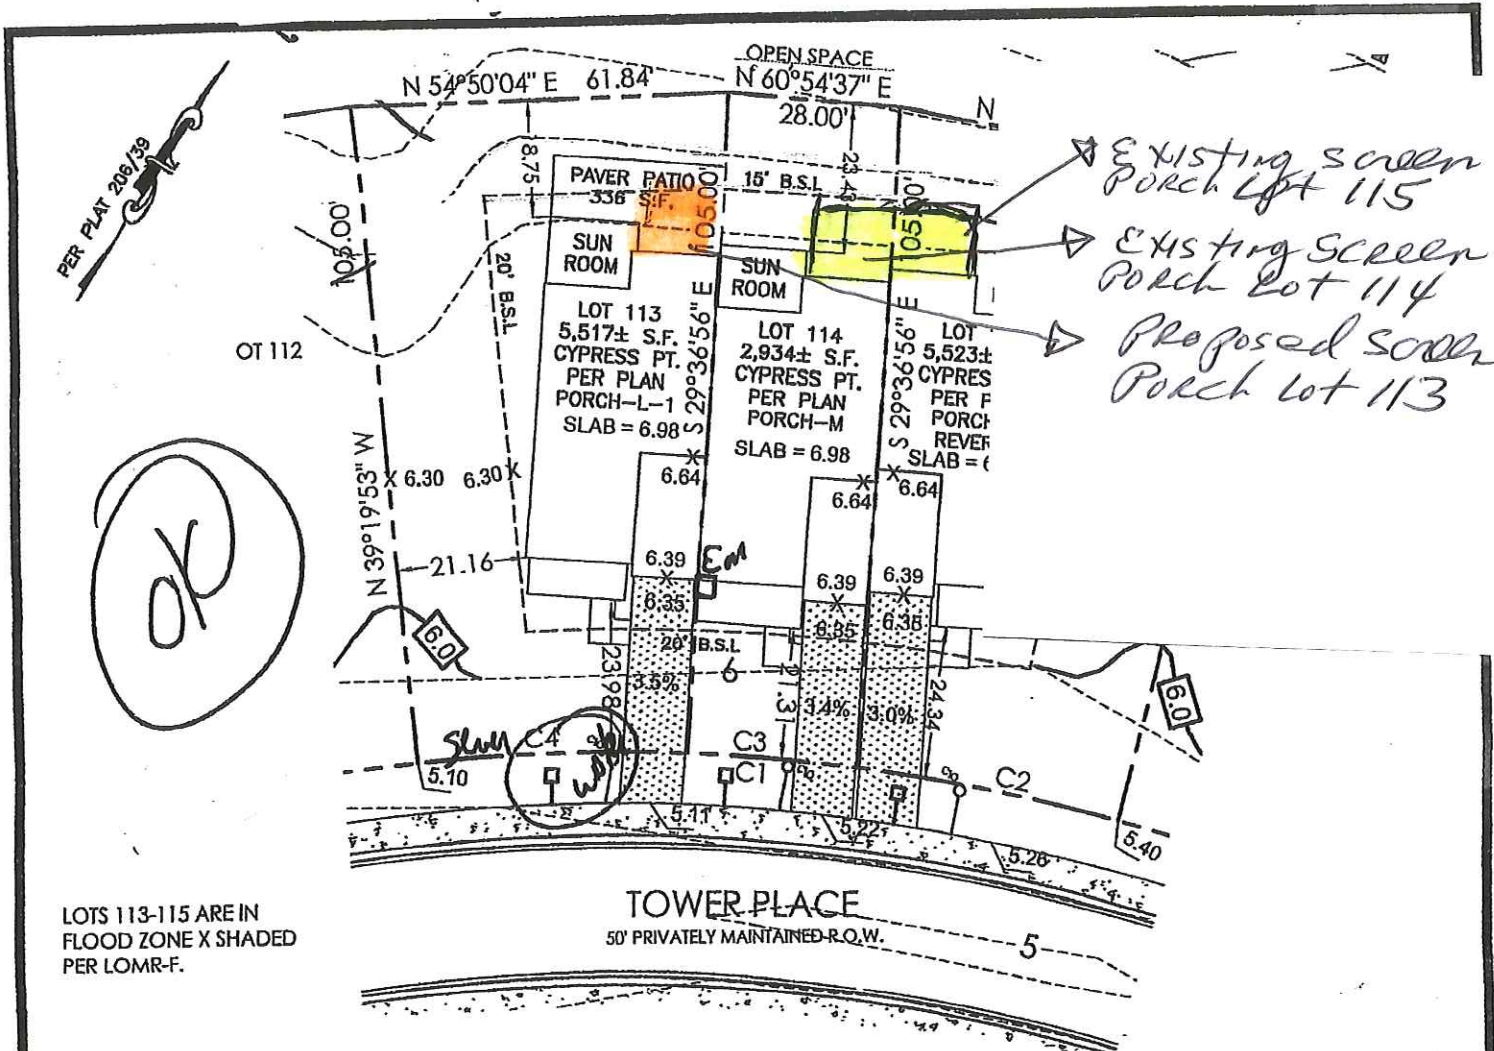 OPEN SPACE
N 54°50'04" E 61.84'
N 60°54'37" E
28.00'
N
PER PLAT 206/39
8.75
23.43
PAVER PATIO
336 S.F.
15' B.S.L
105.00'
105.00'
05.00'
Existing screen
Porch Lot 115
Existing Screen
Porch Lot 114
Proposed screen
Porch Lot 113
SUN
ROOM
SUN
ROOM
20' B.S.L
OT 112
LOT 113
5,517± S.F.
CYPRESS PT.
PER PLAN
PORCH-L-1
SLAB = 6.98
S 29°36'56" E
LOT 114
2,934± S.F.
CYPRESS PT.
PER PLAN
PORCH-M
SLAB = 6.98
S 29°36'56" E
LOT
5,523±
CYPRES
PER P
PORCH
REVER
SLAB = 6
N 39°19'53" W
6.30
6.30
6.64
6.64
6.64
OK
21.16
6.39
Em
6.39
6.39
6.35
6.35
6.35
6.0
20' B.S.L
6
23.98
3.5%
21.31
3.4%
3.0%
24.34
6.0
Sewer
C4
water
C3
C1
C2
5.10
5.11
5.22
5.26
5.40
TOWER PLACE
50' PRIVATELY MAINTAINED R.O.W.
5
LOTS 113-115 ARE IN
FLOOD ZONE X SHADED
PER LOMR-F.